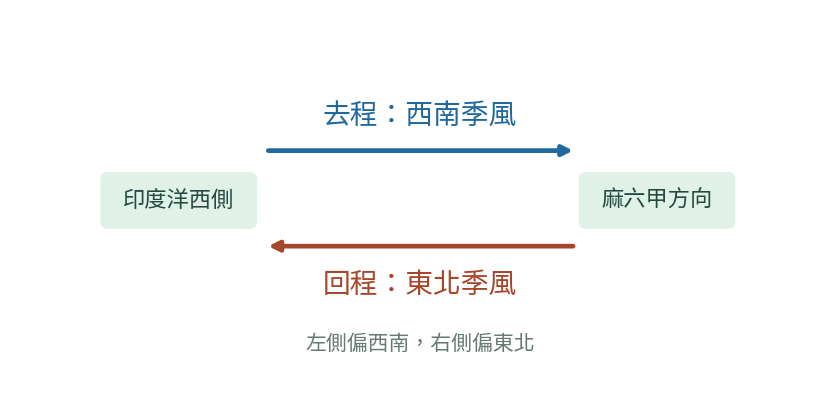 去程：西南季風
印度洋西側
麻六甲方向
回程：東北季風
左側偏西南，右側偏東北